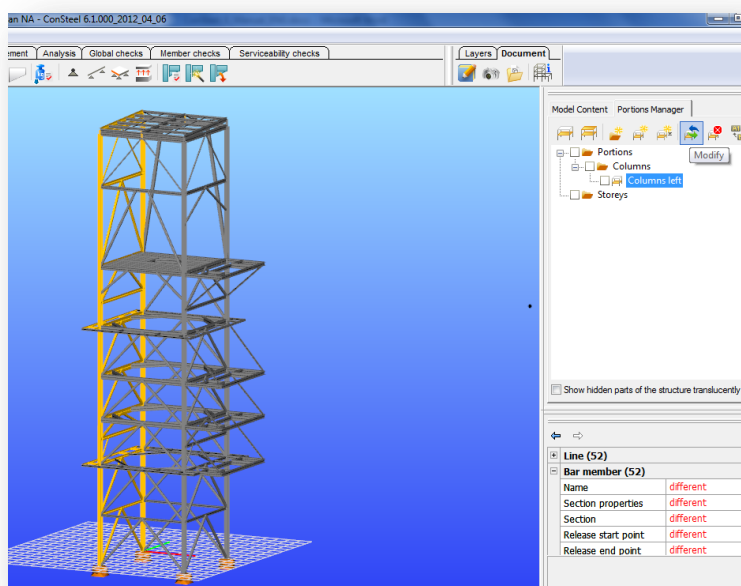 an NA - ConSteel 6.1.000_2012_04_06
ement Analysis Global checks Member checks Serviceability checks
Layers Document
Model Content Portions Manager
Modify
Portions
Columns
Columns left
Storeys
Show hidden parts of the structure translucently
Line (52)
Bar member (52)
Name different
Section properties different
Section different
Release start point different
Release end point different